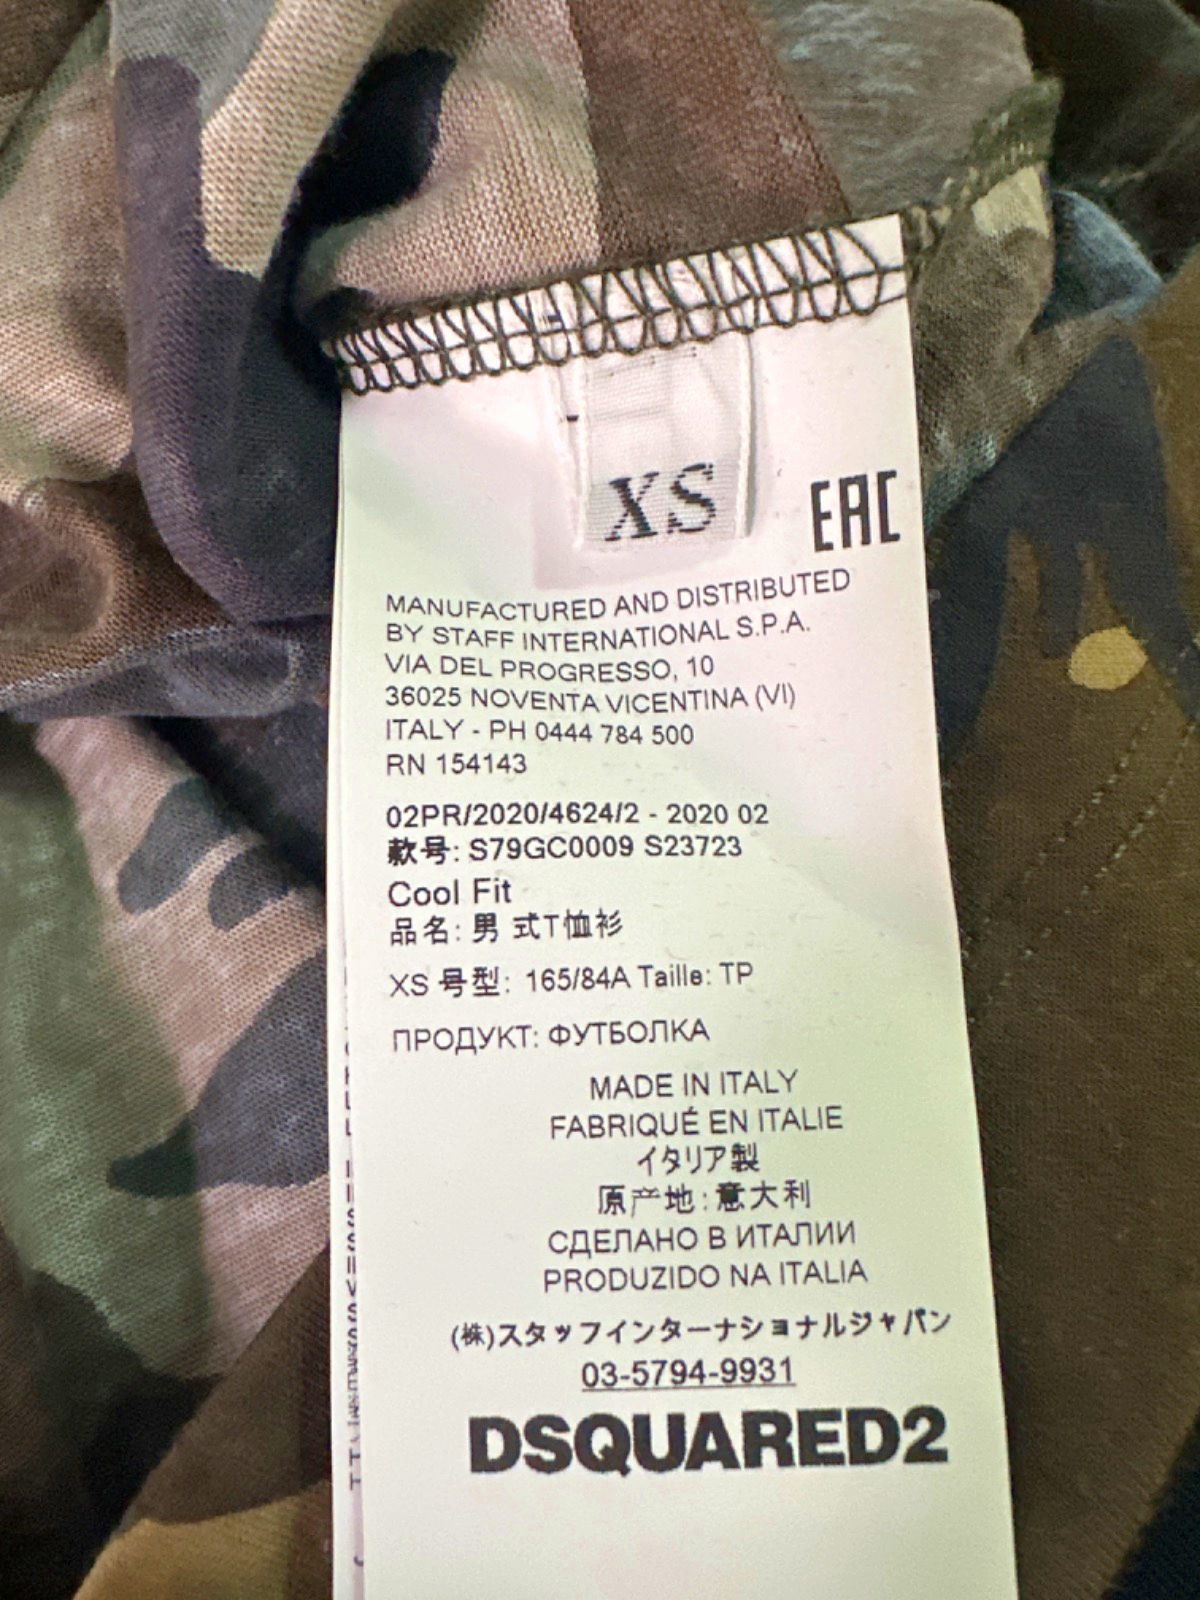 XS
EAC
MANUFACTURED AND DISTRIBUTED
BY STAFF INTERNATIONAL S.P.A.
VIA DEL PROGRESSO, 10
36025 NOVENTA VICENTINA (VI)
ITALY - PH 0444 784 500
RN 154143
02PR/2020/4624/2 - 2020 02
款号: S79GC0009 S23723
Cool Fit
品名: 男 式T恤衫
XS 号型: 165/84A Taille: TP
ПРОДУКТ: ФУТБОЛКА
MADE IN ITALY
FABRIQUÉ EN ITALIE
イタリア製
原产地: 意大利
СДЕЛАНО В ИТАЛИИ
PRODUZIDO NA ITALIA
(株)スタッフインターナショナルジャパン
03-5794-9931
DSQUARED2